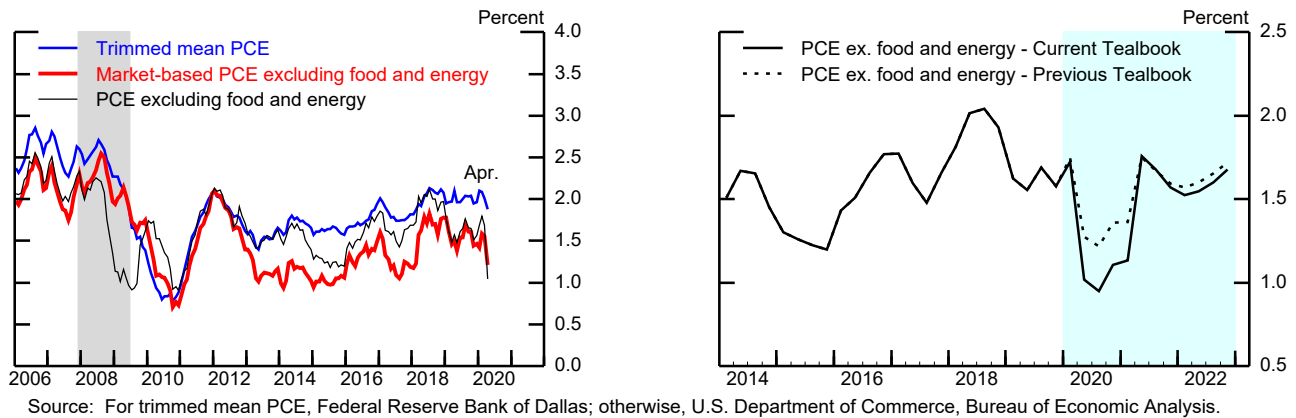 Percent
4.0
Trimmed mean PCE
Market-based PCE excluding food and energy
3.5
PCE excluding food and energy
3.0
2.5
Apr.
2.0
1.5
1.0
0.5
0.0
2006 2008 2010 2012 2014 2016 2018 2020
Percent
2.5
PCE ex. food and energy - Current Tealbook
PCE ex. food and energy - Previous Tealbook
2.0
1.5
1.0
0.5
2014 2016 2018 2020 2022
Source: For trimmed mean PCE, Federal Reserve Bank of Dallas; otherwise, U.S. Department of Commerce, Bureau of Economic Analysis.